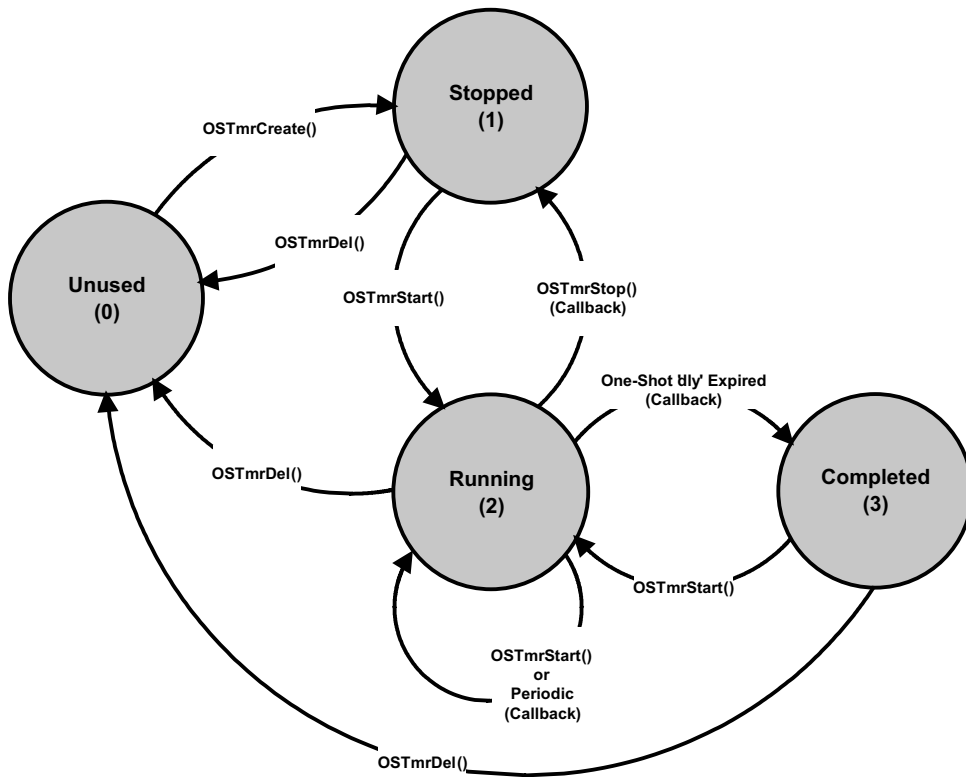 Stopped
(1)
OSTmrCreate()
OSTmrDel()
Unused
(0)
OSTmrStart()
OSTmrStop()
(Callback)
One-Shot 'dly' Expired
(Callback)
OSTmrDel()
Running
(2)
Completed
(3)
OSTmrStart()
OSTmrStart()
or
Periodic
(Callback)
OSTmrDel()